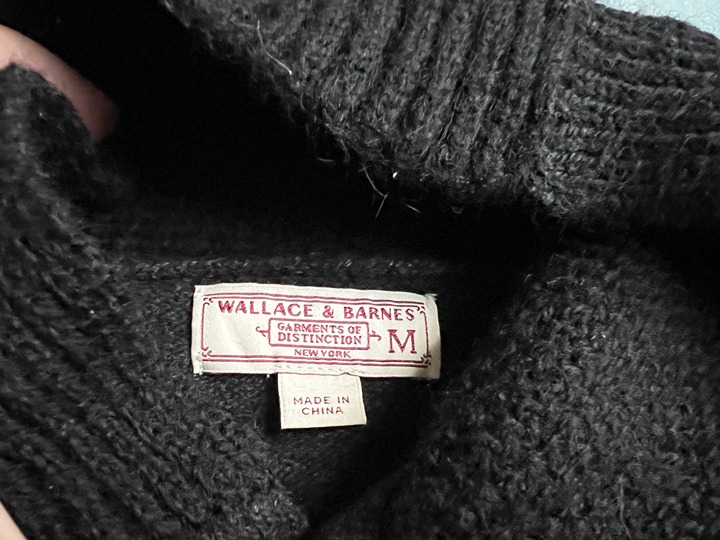 WALLACE & BARNES
GARMENTS OF
DISTINCTION
M
NEW YORK
MADE IN
CHINA